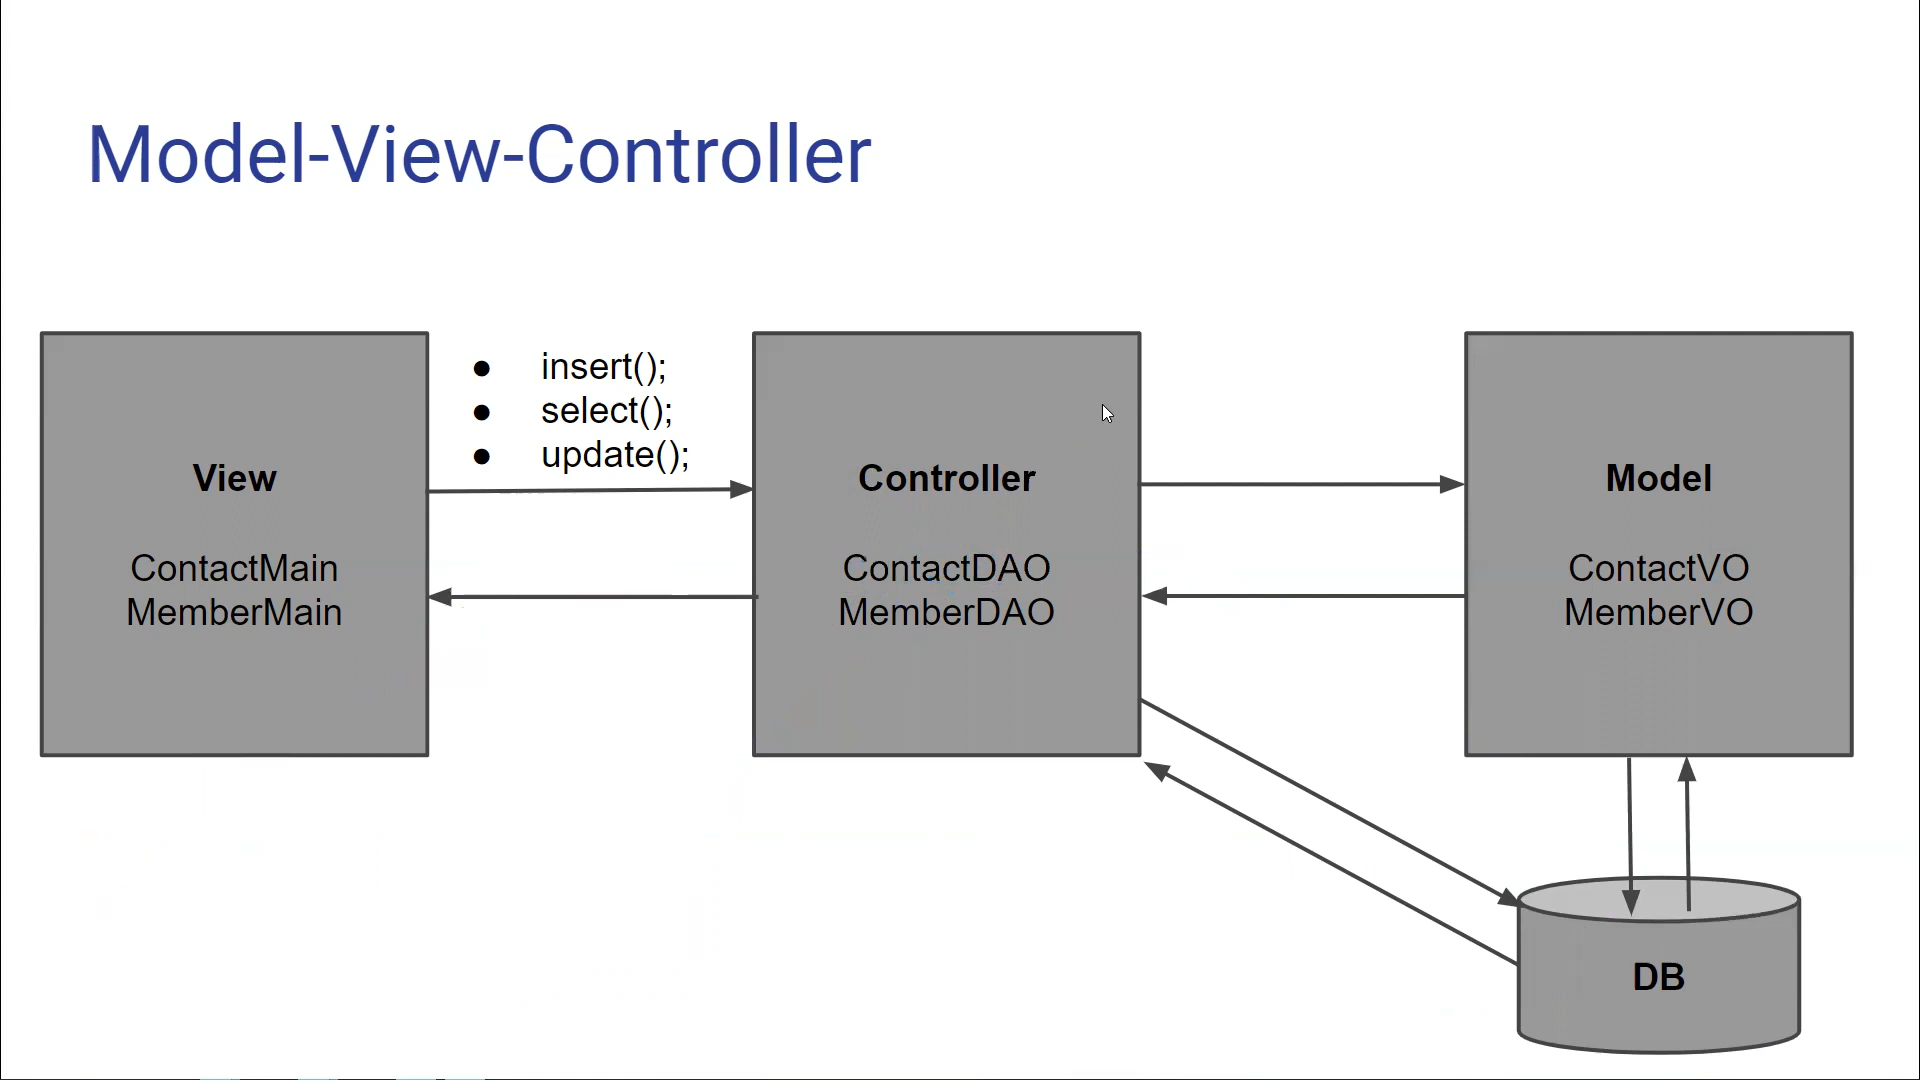 Model-View-Controller
● insert();
● select();
● update();
View
ContactMain
MemberMain
Controller
ContactDAO
MemberDAO
Model
ContactVO
MemberVO
DB